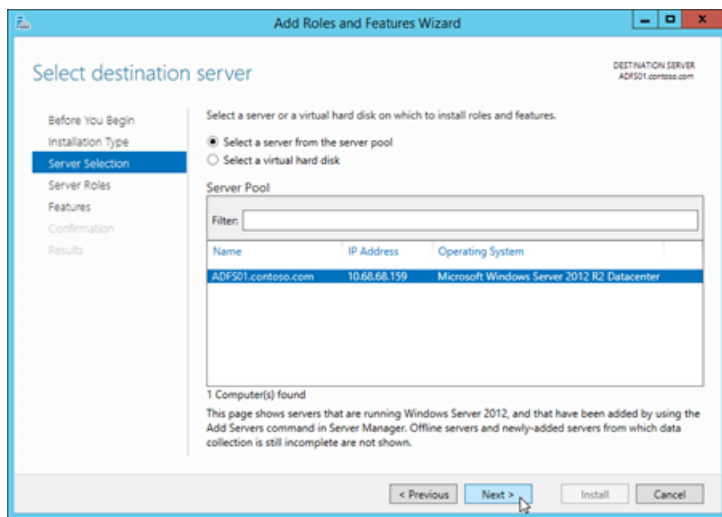 Add Roles and Features Wizard
Select destination server
DESTINATION SERVER
ADFS01.contoso.com
Before You Begin
Installation Type
Server Selection
Server Roles
Features
Confirmation
Results
Select a server or a virtual hard disk on which to install roles and features.
Select a server from the server pool
Select a virtual hard disk
Server Pool
Filter:
Name IP Address Operating System
ADFS01.contoso.com 10.68.68.159 Microsoft Windows Server 2012 R2 Datacenter
1 Computer(s) found
This page shows servers that are running Windows Server 2012, and that have been added by using the
Add Servers command in Server Manager. Offline servers and newly-added servers from which data
collection is still incomplete are not shown.
< Previous Next > Install Cancel